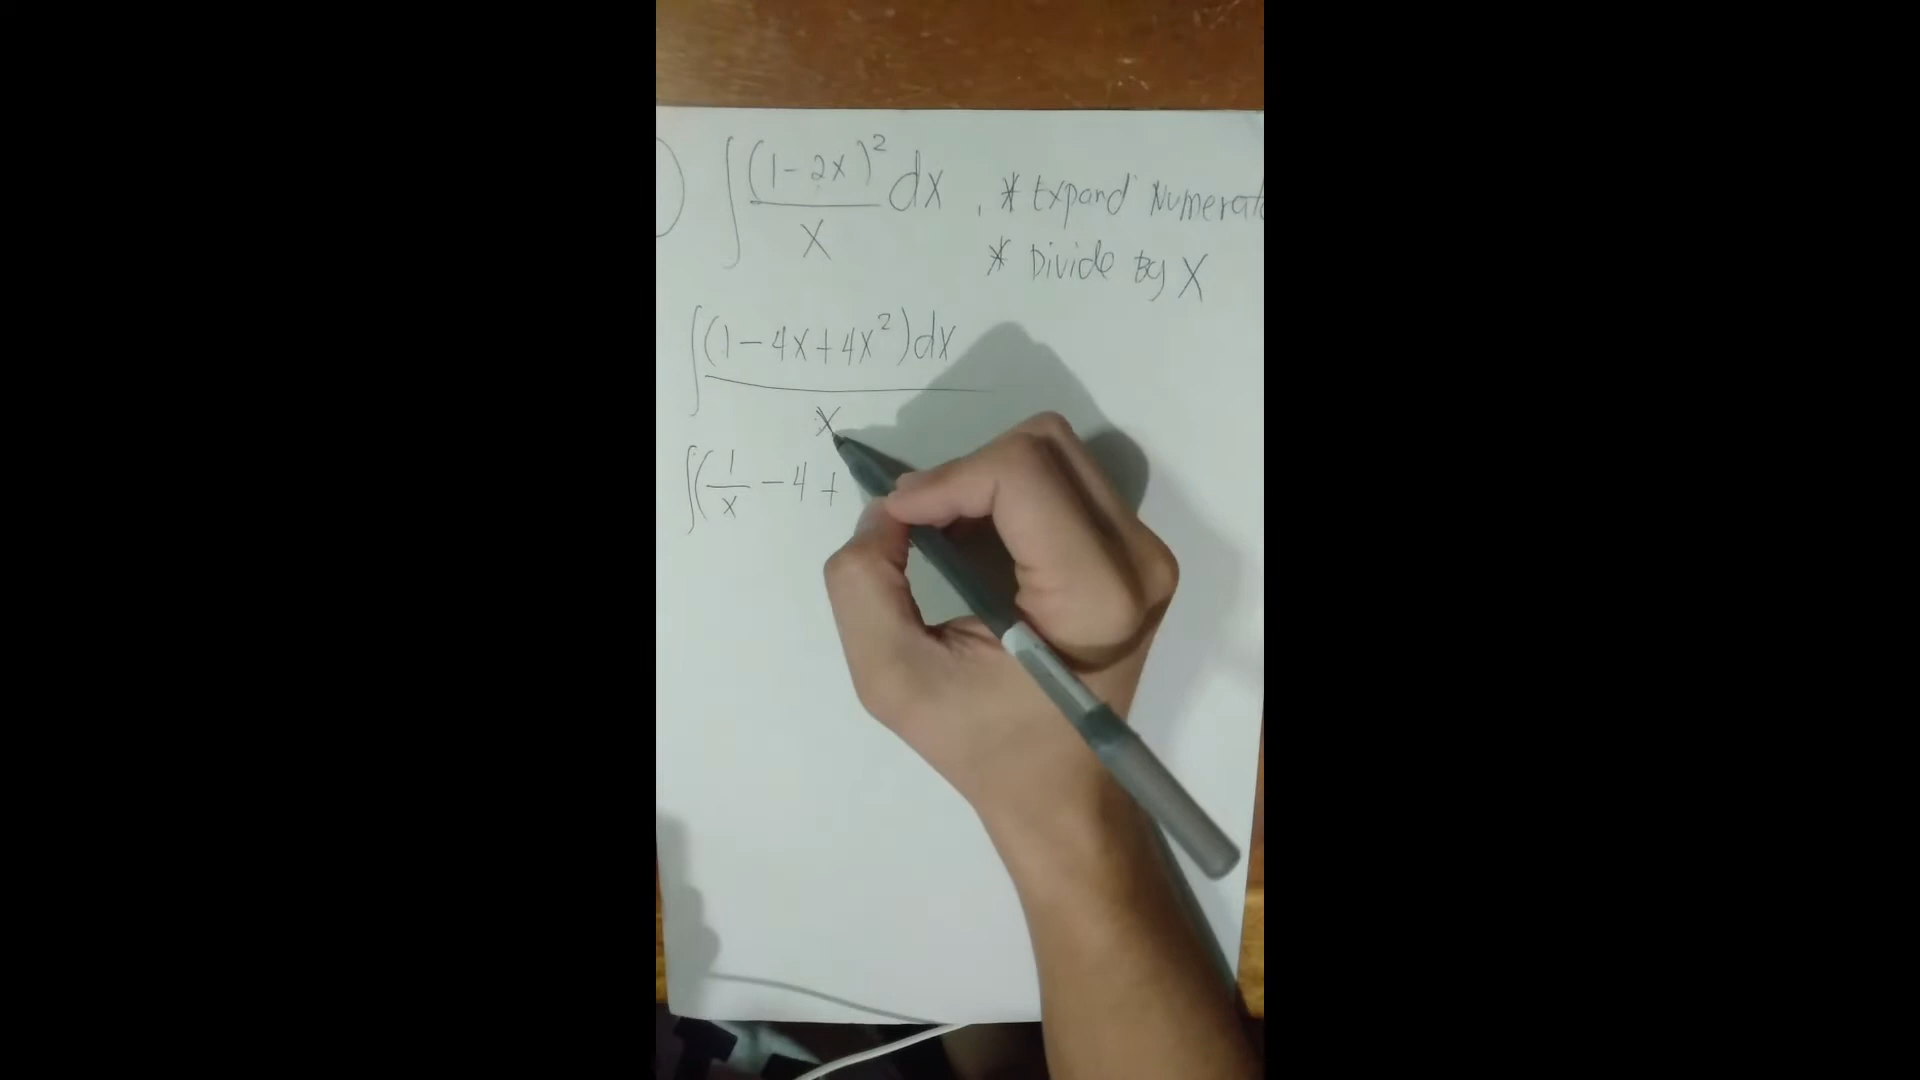 ∫ (1-2x)² / x dx , * Expand Numerat
* Divide By X
∫ (1-4x+4x²)dx / x
∫(1/x -4+